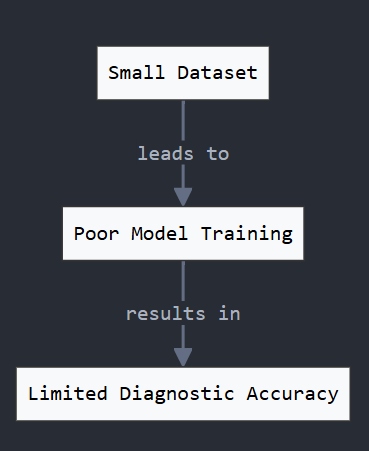 Small Dataset
leads to
Poor Model Training
results in
Limited Diagnostic Accuracy